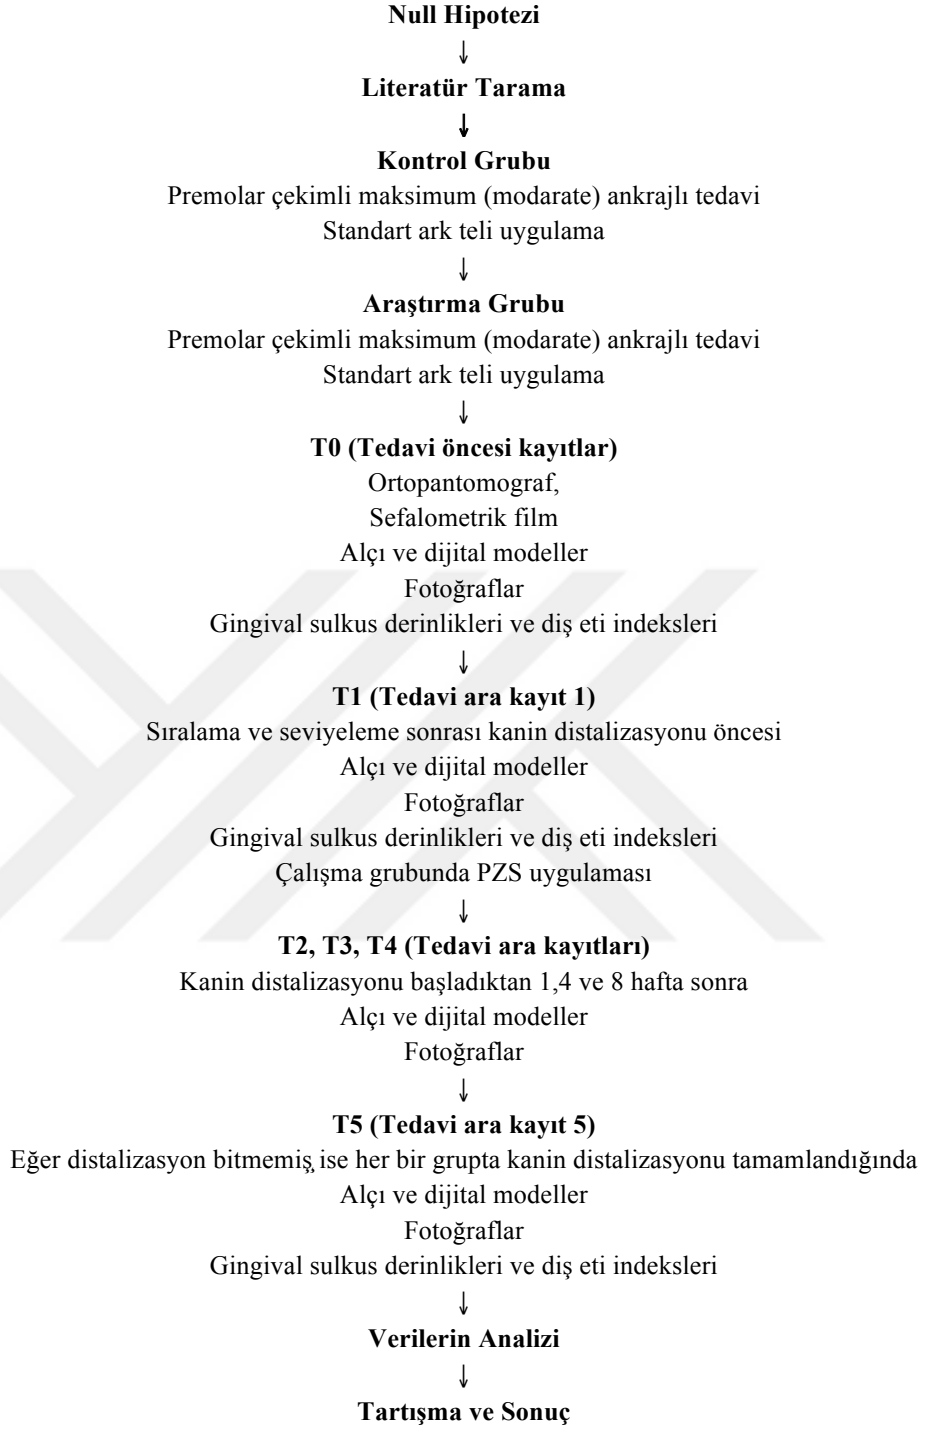 Null Hipotezi
↓
Literatür Tarama
↓
Kontrol Grubu
Premolar çekimli maksimum (modarate) ankrajlı tedavi
Standart ark teli uygulama
↓
Araştırma Grubu
Premolar çekimli maksimum (modarate) ankrajlı tedavi
Standart ark teli uygulama
↓
T0 (Tedavi öncesi kayıtlar)
Ortopantomograf,
Sefalometrik film
Alçı ve dijital modeller
Fotoğraflar
Gingival sulkus derinlikleri ve diş eti indeksleri
↓
T1 (Tedavi ara kayıt 1)
Sıralama ve seviyeleme sonrası kanin distalizasyonu öncesi
Alçı ve dijital modeller
Fotoğraflar
Gingival sulkus derinlikleri ve diş eti indeksleri
Çalışma grubunda PZS uygulaması
↓
T2, T3, T4 (Tedavi ara kayıtları)
Kanin distalizasyonu başladıktan 1,4 ve 8 hafta sonra
Alçı ve dijital modeller
Fotoğraflar
↓
T5 (Tedavi ara kayıt 5)
Eğer distalizasyon bitmemiş ise her bir grupta kanin distalizasyonu tamamlandığında
Alçı ve dijital modeller
Fotoğraflar
Gingival sulkus derinlikleri ve diş eti indeksleri
↓
Verilerin Analizi
↓
Tartışma ve Sonuç